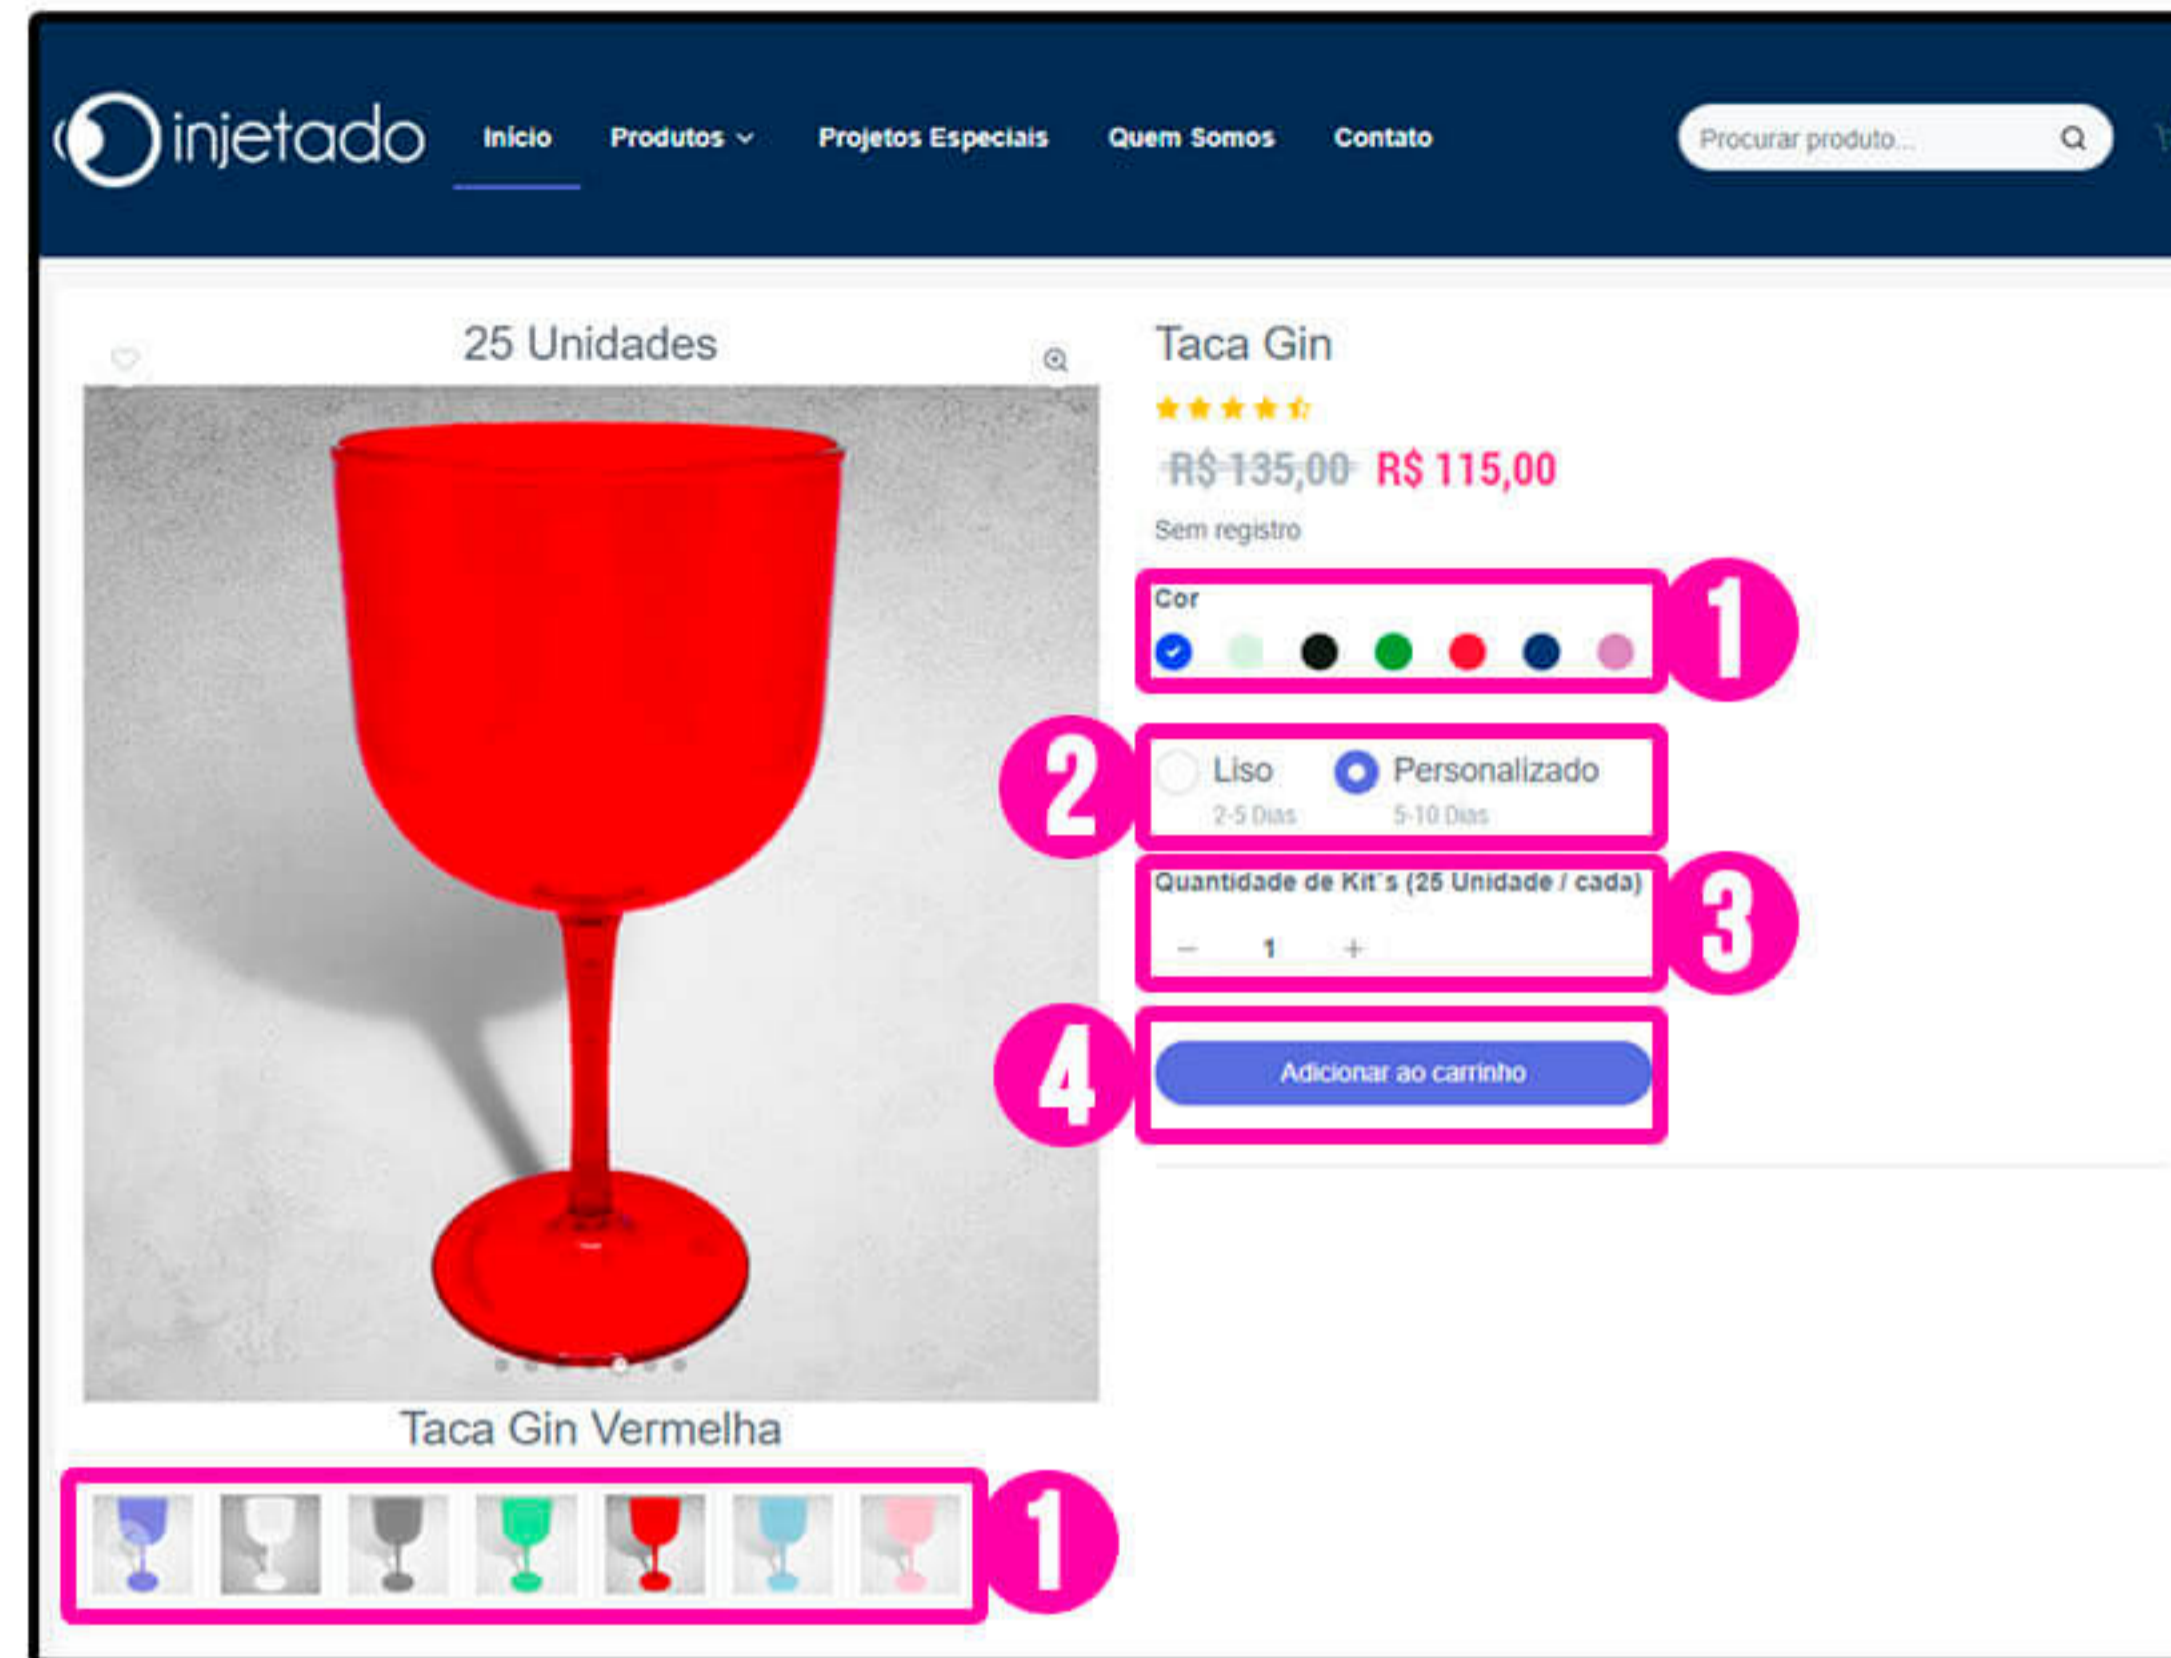 injetado
Início Produtos Projetos Especiais Quem Somos Contato
Procurar produto...
25 Unidades
Taca Gin
R$ 135,00 R$ 115,00
Sem registro
Cor
1
2
Liso Personalizado
2-5 Dias 5-10 Dias
Quantidade de Kit´s (25 Unidade / cada)
- 1 +
3
4
Adicionar ao carrinho
Taca Gin Vermelha
1